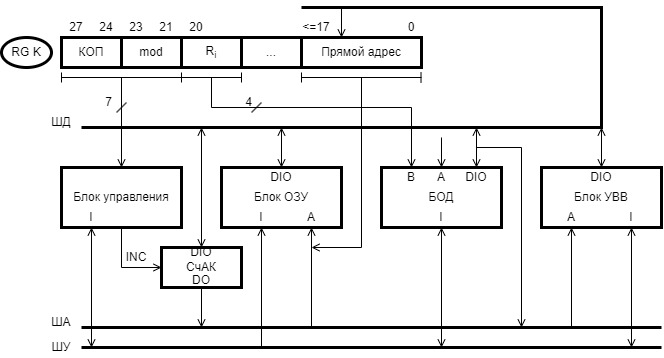 27 24 23 21 20 <=17 0
RG K КОП mod Ri ... Прямой адрес
7 4
ШД
DIO B A DIO DIO
Блок управления Блок ОЗУ БОД Блок УВВ
I I A I A I
INC DIO
СчАК
DO
ША
ШУ